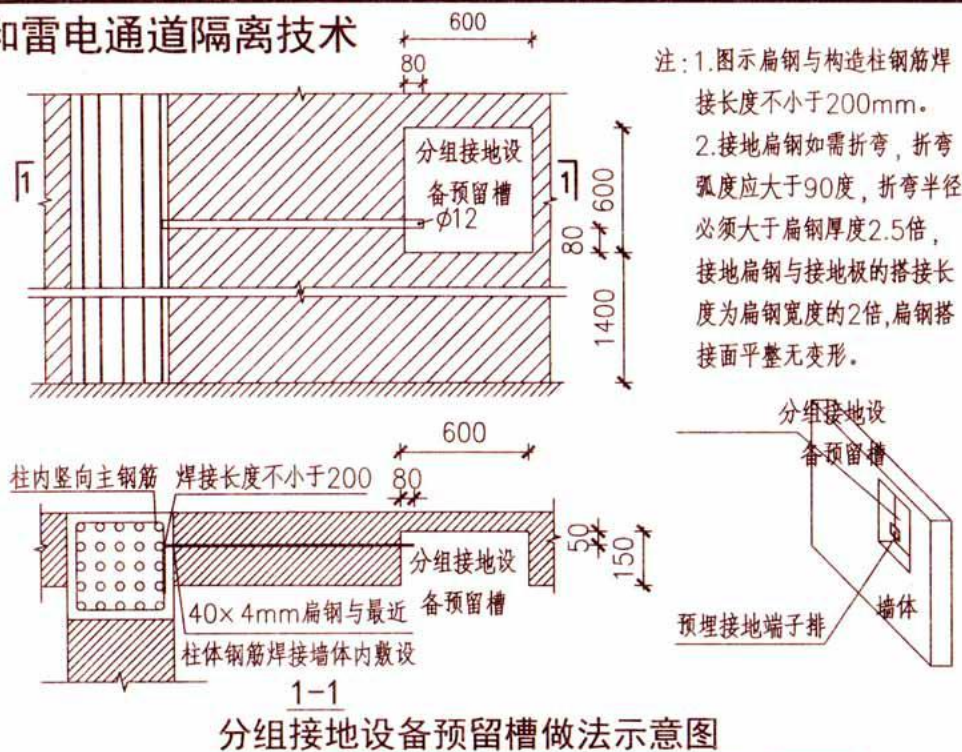 和雷电通道隔离技术
600
80
分组接地设
备预留槽
φ12
1
1
600
80
1400
注：1.图示扁钢与构造柱钢筋焊
接长度不小于200mm。
2.接地扁钢如需折弯，折弯
弧度应大于90度，折弯半径
必须大于扁钢厚度2.5倍，
接地扁钢与接地极的搭接长
度为扁钢宽度的2倍,扁钢搭
接面平整无变形。
柱内竖向主钢筋
焊接长度不小于200
600
80
50
150
分组接地设
备预留槽
40×4mm扁钢与最近
柱体钢筋焊接墙体内敷设
分组接地设
备预留槽
预埋接地端子排
墙体
1-1
分组接地设备预留槽做法示意图